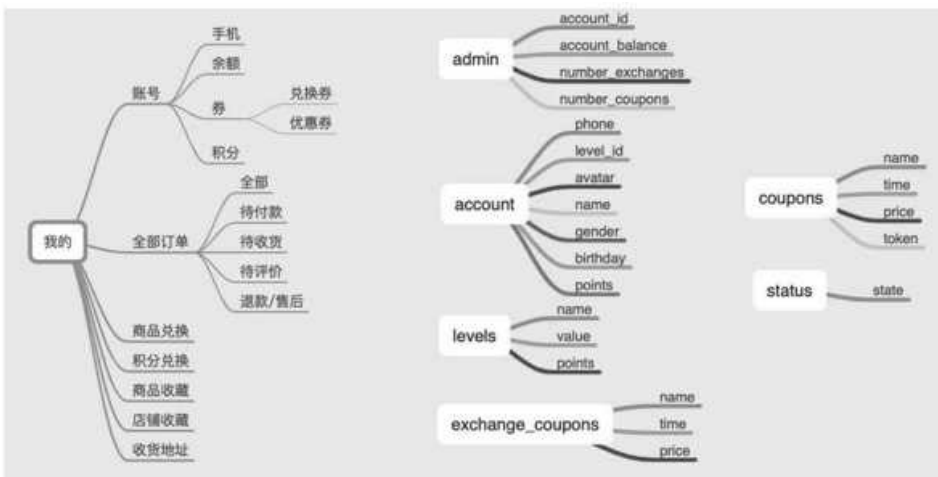 我的
账号
手机
余额
券
兑换券
优惠券
积分
全部订单
全部
待付款
待收货
待评价
退款/售后
商品兑换
积分兑换
商品收藏
店铺收藏
收货地址
admin
account_id
account_balance
number_exchanges
number_coupons
account
phone
level_id
avatar
name
gender
birthday
points
levels
name
value
points
exchange_coupons
name
time
price
coupons
name
time
price
token
status
state